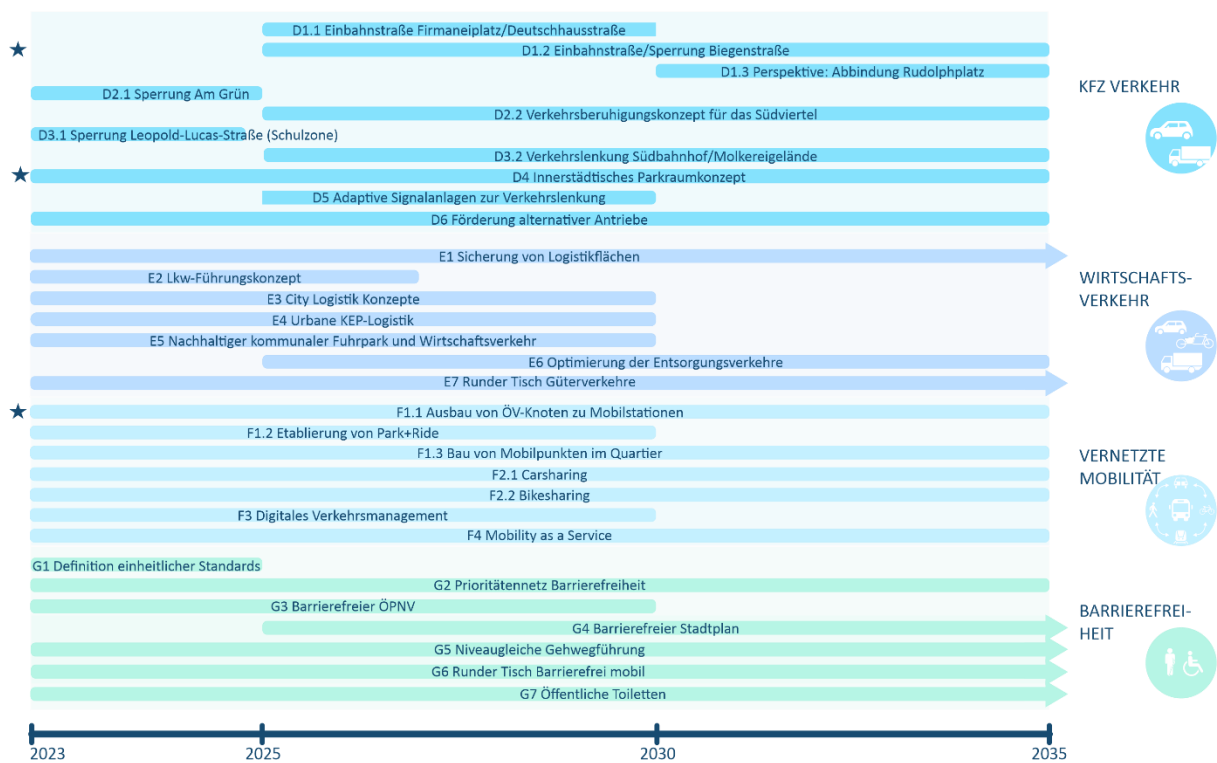 D1.1 Einbahnstraße Firmaneiplatz/Deutschhausstraße
D1.2 Einbahnstraße/Sperrung Biegenstraße
D1.3 Perspektive: Abbindung Rudolphplatz
D2.1 Sperrung Am Grün
D2.2 Verkehrsberuhigungskonzept für das Südviertel
D3.1 Sperrung Leopold-Lucas-Straße (Schulzone)
D3.2 Verkehrslenkung Südbahnhof/Molkereigelände
D4 Innerstädtisches Parkraumkonzept
D5 Adaptive Signalanlagen zur Verkehrslenkung
D6 Förderung alternativer Antriebe
KFZ VERKEHR
E1 Sicherung von Logistikflächen
E2 Lkw-Führungskonzept
E3 City Logistik Konzepte
E4 Urbane KEP-Logistik
E5 Nachhaltiger kommunaler Fuhrpark und Wirtschaftsverkehr
E6 Optimierung der Entsorgungsverkehre
E7 Runder Tisch Güterverkehre
WIRTSCHAFTS-
VERKEHR
F1.1 Ausbau von ÖV-Knoten zu Mobilstationen
F1.2 Etablierung von Park+Ride
F1.3 Bau von Mobilpunkten im Quartier
F2.1 Carsharing
F2.2 Bikesharing
F3 Digitales Verkehrsmanagement
F4 Mobility as a Service
VERNETZTE
MOBILITÄT
G1 Definition einheitlicher Standards
G2 Prioritätennetz Barrierefreiheit
G3 Barrierefreier ÖPNV
G4 Barrierefreier Stadtplan
G5 Niveaugleiche Gehwegführung
G6 Runder Tisch Barrierefrei mobil
G7 Öffentliche Toiletten
BARRIEREFREI-
HEIT
2023 2025 2030 2035